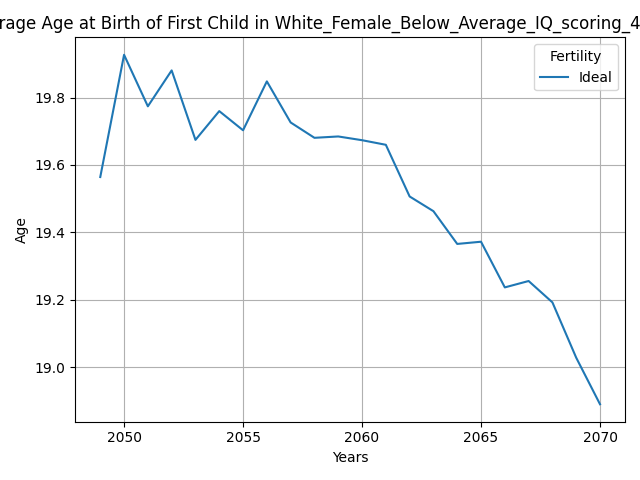 rage Age at Birth of First Child in White_Female_Below_Average_IQ_scoring_4
Fertility
Ideal
Age
19.8
19.6
19.4
19.2
19.0
2050 2055 2060 2065 2070
Years